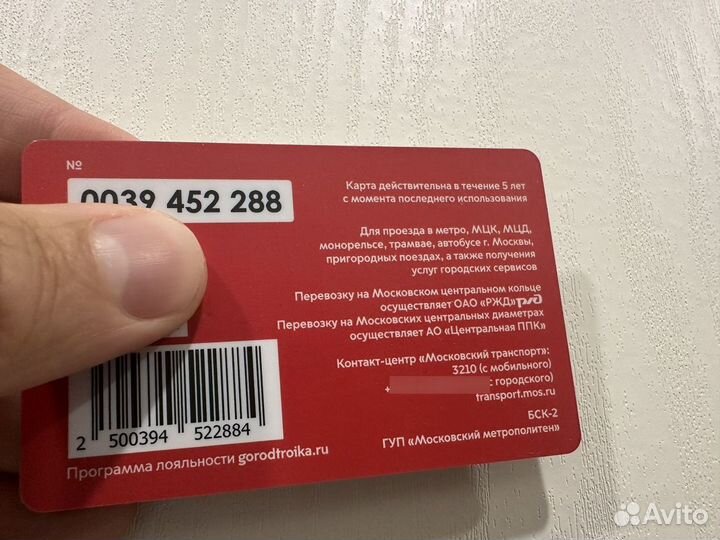 №
0039 452 288
Карта действительна в течение 5 лет
с момента последнего использования
Для проезда в метро, МЦК, МЦД,
монорельсе, трамвае, автобусе г. Москвы,
пригородных поездах, а также получения
услуг городских сервисов
Перевозку на Московском центральном кольце
осуществляет ОАО «РЖД» ржд
Перевозку на Московских центральных диаметрах
осуществляет АО «Центральная ППК»
Контакт-центр «Московский транспорт»:
3210 (с мобильного)
+ с городского)
transport.mos.ru
БСК-2
ГУП «Московский метрополитен»
2 500394 522884
Программа лояльности gorodtroika.ru
Avito